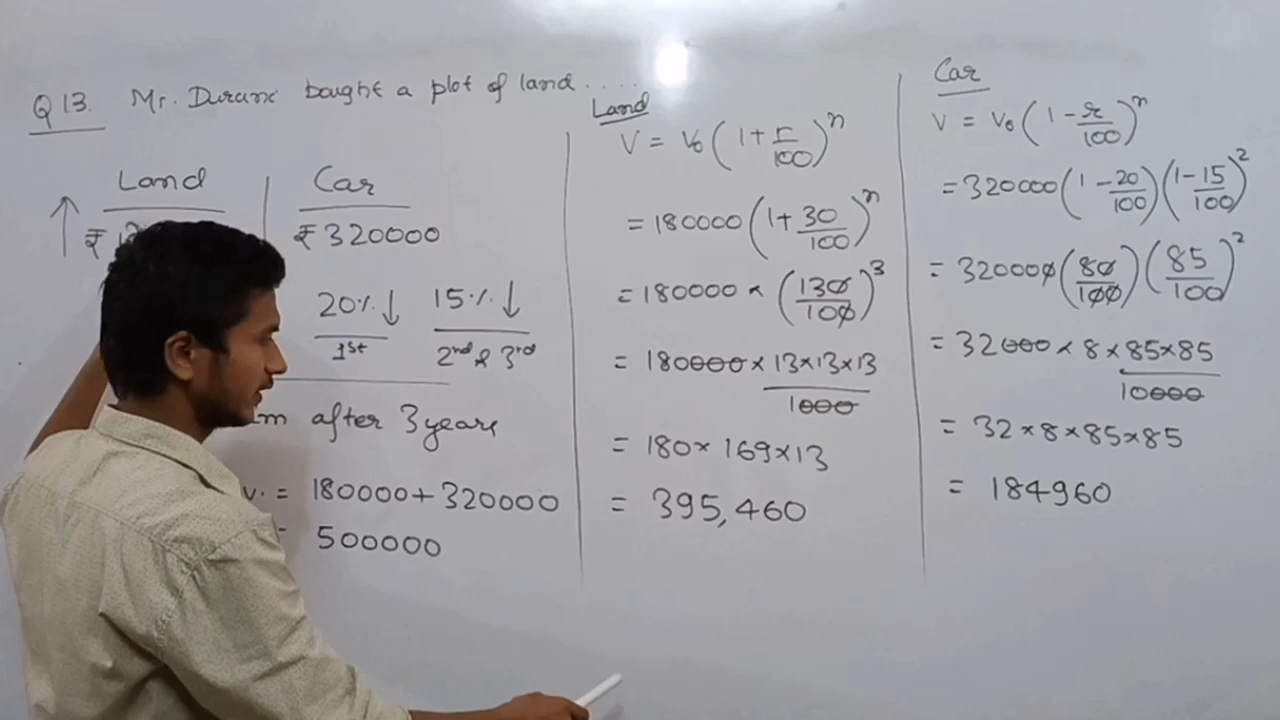 Q 13. Mr. Durani bought a plot of land.....
Land
Car
₹ 320000
20% ↓ 15% ↓
1st 2nd & 3rd
after 3 years
v. = 180000 + 320000
= 500000
Land
V = V₀ (1 + r/100)ⁿ
= 180000 (1 + 30/100)ⁿ
= 180000 × (130/100)³
= 180000 × 13×13×13/1000
= 180 × 169 × 13
= 395,460
Car
V = V₀ (1 - r/100)ⁿ
= 320000 (1 - 20/100) (1 - 15/100)²
= 320000 (80/100) (85/100)²
= 32000 × 8 × 85×85/10000
= 32 × 8 × 85 × 85
= 184960